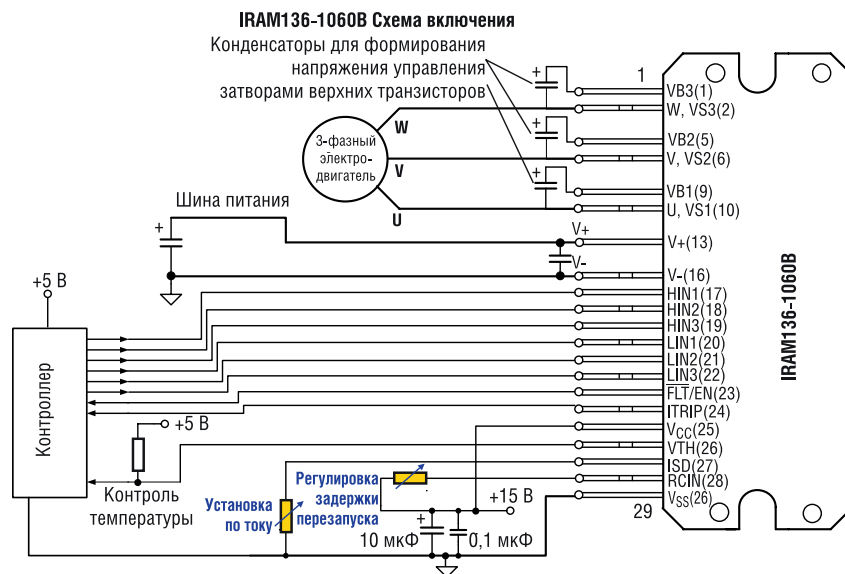 IRAM136-1060B Схема включения
Конденсаторы для формирования
напряжения управления
затворами верхних транзисторов
+
+
+
1
VB3(1)
W, VS3(2)
VB2(5)
V, VS2(6)
VB1(9)
U, VS1(10)
W
V
U
3-фазный
электро-
двигатель
Шина питания
+
V+
V-
V+(13)
V-(16)
HIN1(17)
HIN2(18)
HIN3(19)
LIN1(20)
LIN2(21)
LIN3(22)
FLT/EN(23)
ITRIP(24)
VCC(25)
VTH(26)
ISD(27)
RCIN(28)
VSS(26)
29
IRAM136-1060B
+5 В
Контроллер
+5 В
Контроль
температуры
Установка
по току
Регулировка
задержки
перезапуска
+15 В
+
10 мкФ
0,1 мкФ